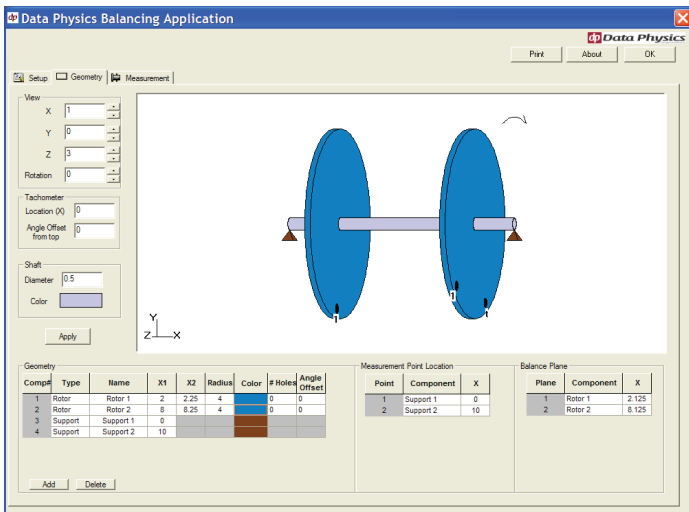 dp Data Physics Balancing Application
dp Data Physics
Print About OK
Setup Geometry Measurement
View
X 1
Y 0
Z 3
Rotation 0
Tachometer
Location (X) 0
Angle Offset from top 0
Shaft
Diameter 0.5
Color
Apply
1
1
Y
Z X
Geometry
Comp# Type Name X1 X2 Radius Color # Holes Angle Offset
1 Rotor Rotor 1 2 2.25 4 0 0
2 Rotor Rotor 2 8 8.25 4 0 0
3 Support Support 1 0
4 Support Support 2 10
Add Delete
Measurement Point Location
Point Component X
1 Support 1 0
2 Support 2 10
Balance Plane
Plane Component X
1 Rotor 1 2.125
2 Rotor 2 8.125